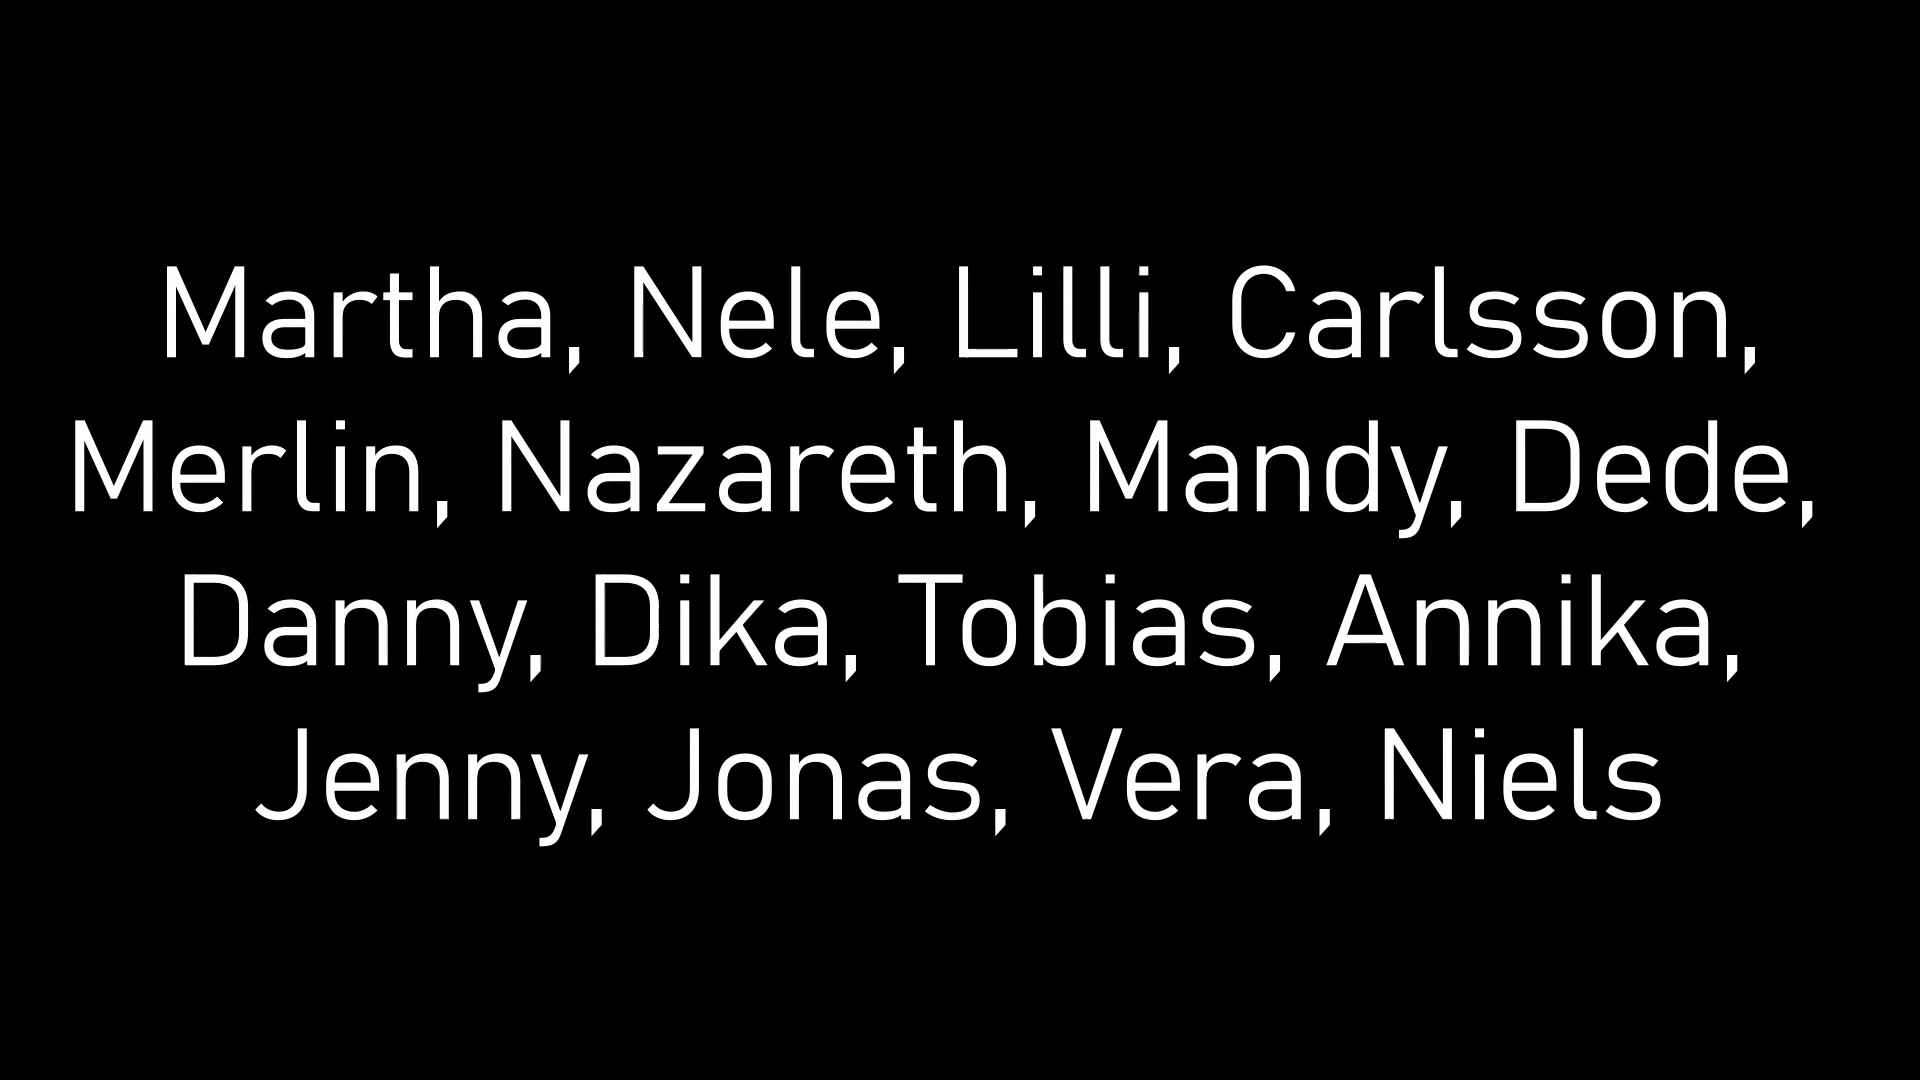 Martha, Nele, Lilli, Carlsson,
Merlin, Nazareth, Mandy, Dede,
Danny, Dika, Tobias, Annika,
Jenny, Jonas, Vera, Niels